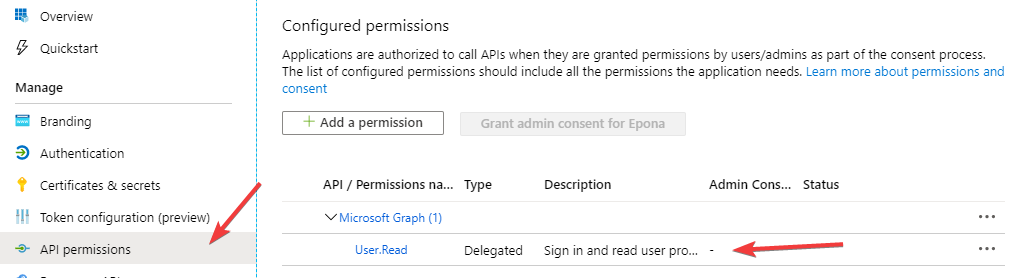 Overview
Quickstart
Manage
Branding
Authentication
Certificates & secrets
Token configuration (preview)
API permissions
Configured permissions
Applications are authorized to call APIs when they are granted permissions by users/admins as part of the consent process.
The list of configured permissions should include all the permissions the application needs. Learn more about permissions and
consent
+ Add a permission
Grant admin consent for Epona
API / Permissions na... Type Description Admin Cons... Status
Microsoft Graph (1) ...
User.Read Delegated Sign in and read user pro... - ...